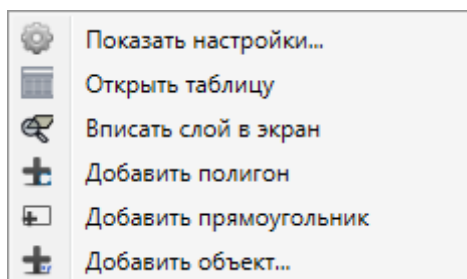 Показать настройки...
Открыть таблицу
Вписать слой в экран
Добавить полигон
Добавить прямоугольник
Добавить объект...